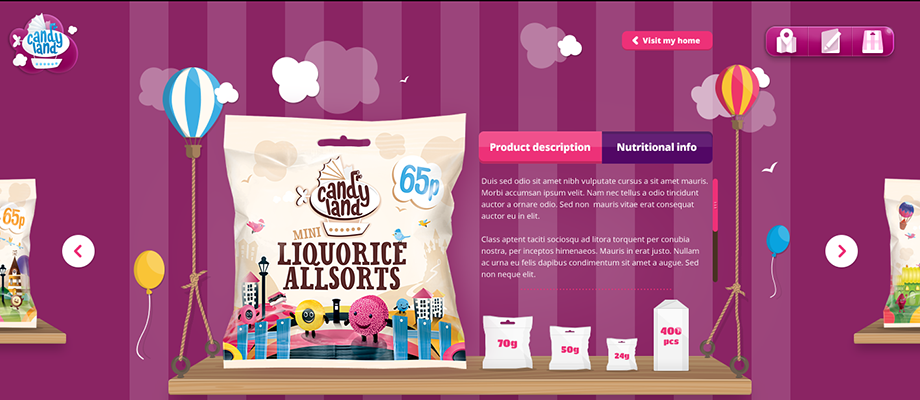 candy
land
Visit my home
65p
candy
land
65p
MINI
LIQUORICE
ALLSORTS
Product description
Nutritional info
Duis sed odio sit amet nibh vulputate cursus a sit amet mauris.
Morbi accumsan ipsum velit. Nam nec tellus a odio tincidunt
auctor a ornare odio. Sed non mauris vitae erat consequat
auctor eu in elit.
Class aptent taciti sociosqu ad litora torquent per conubia
nostra, per inceptos himenaeos. Mauris in erat justo. Nullam
ac urna eu felis dapibus condimentum sit amet a augue. Sed
non neque elit.
70g
50g
24g
400
pcs